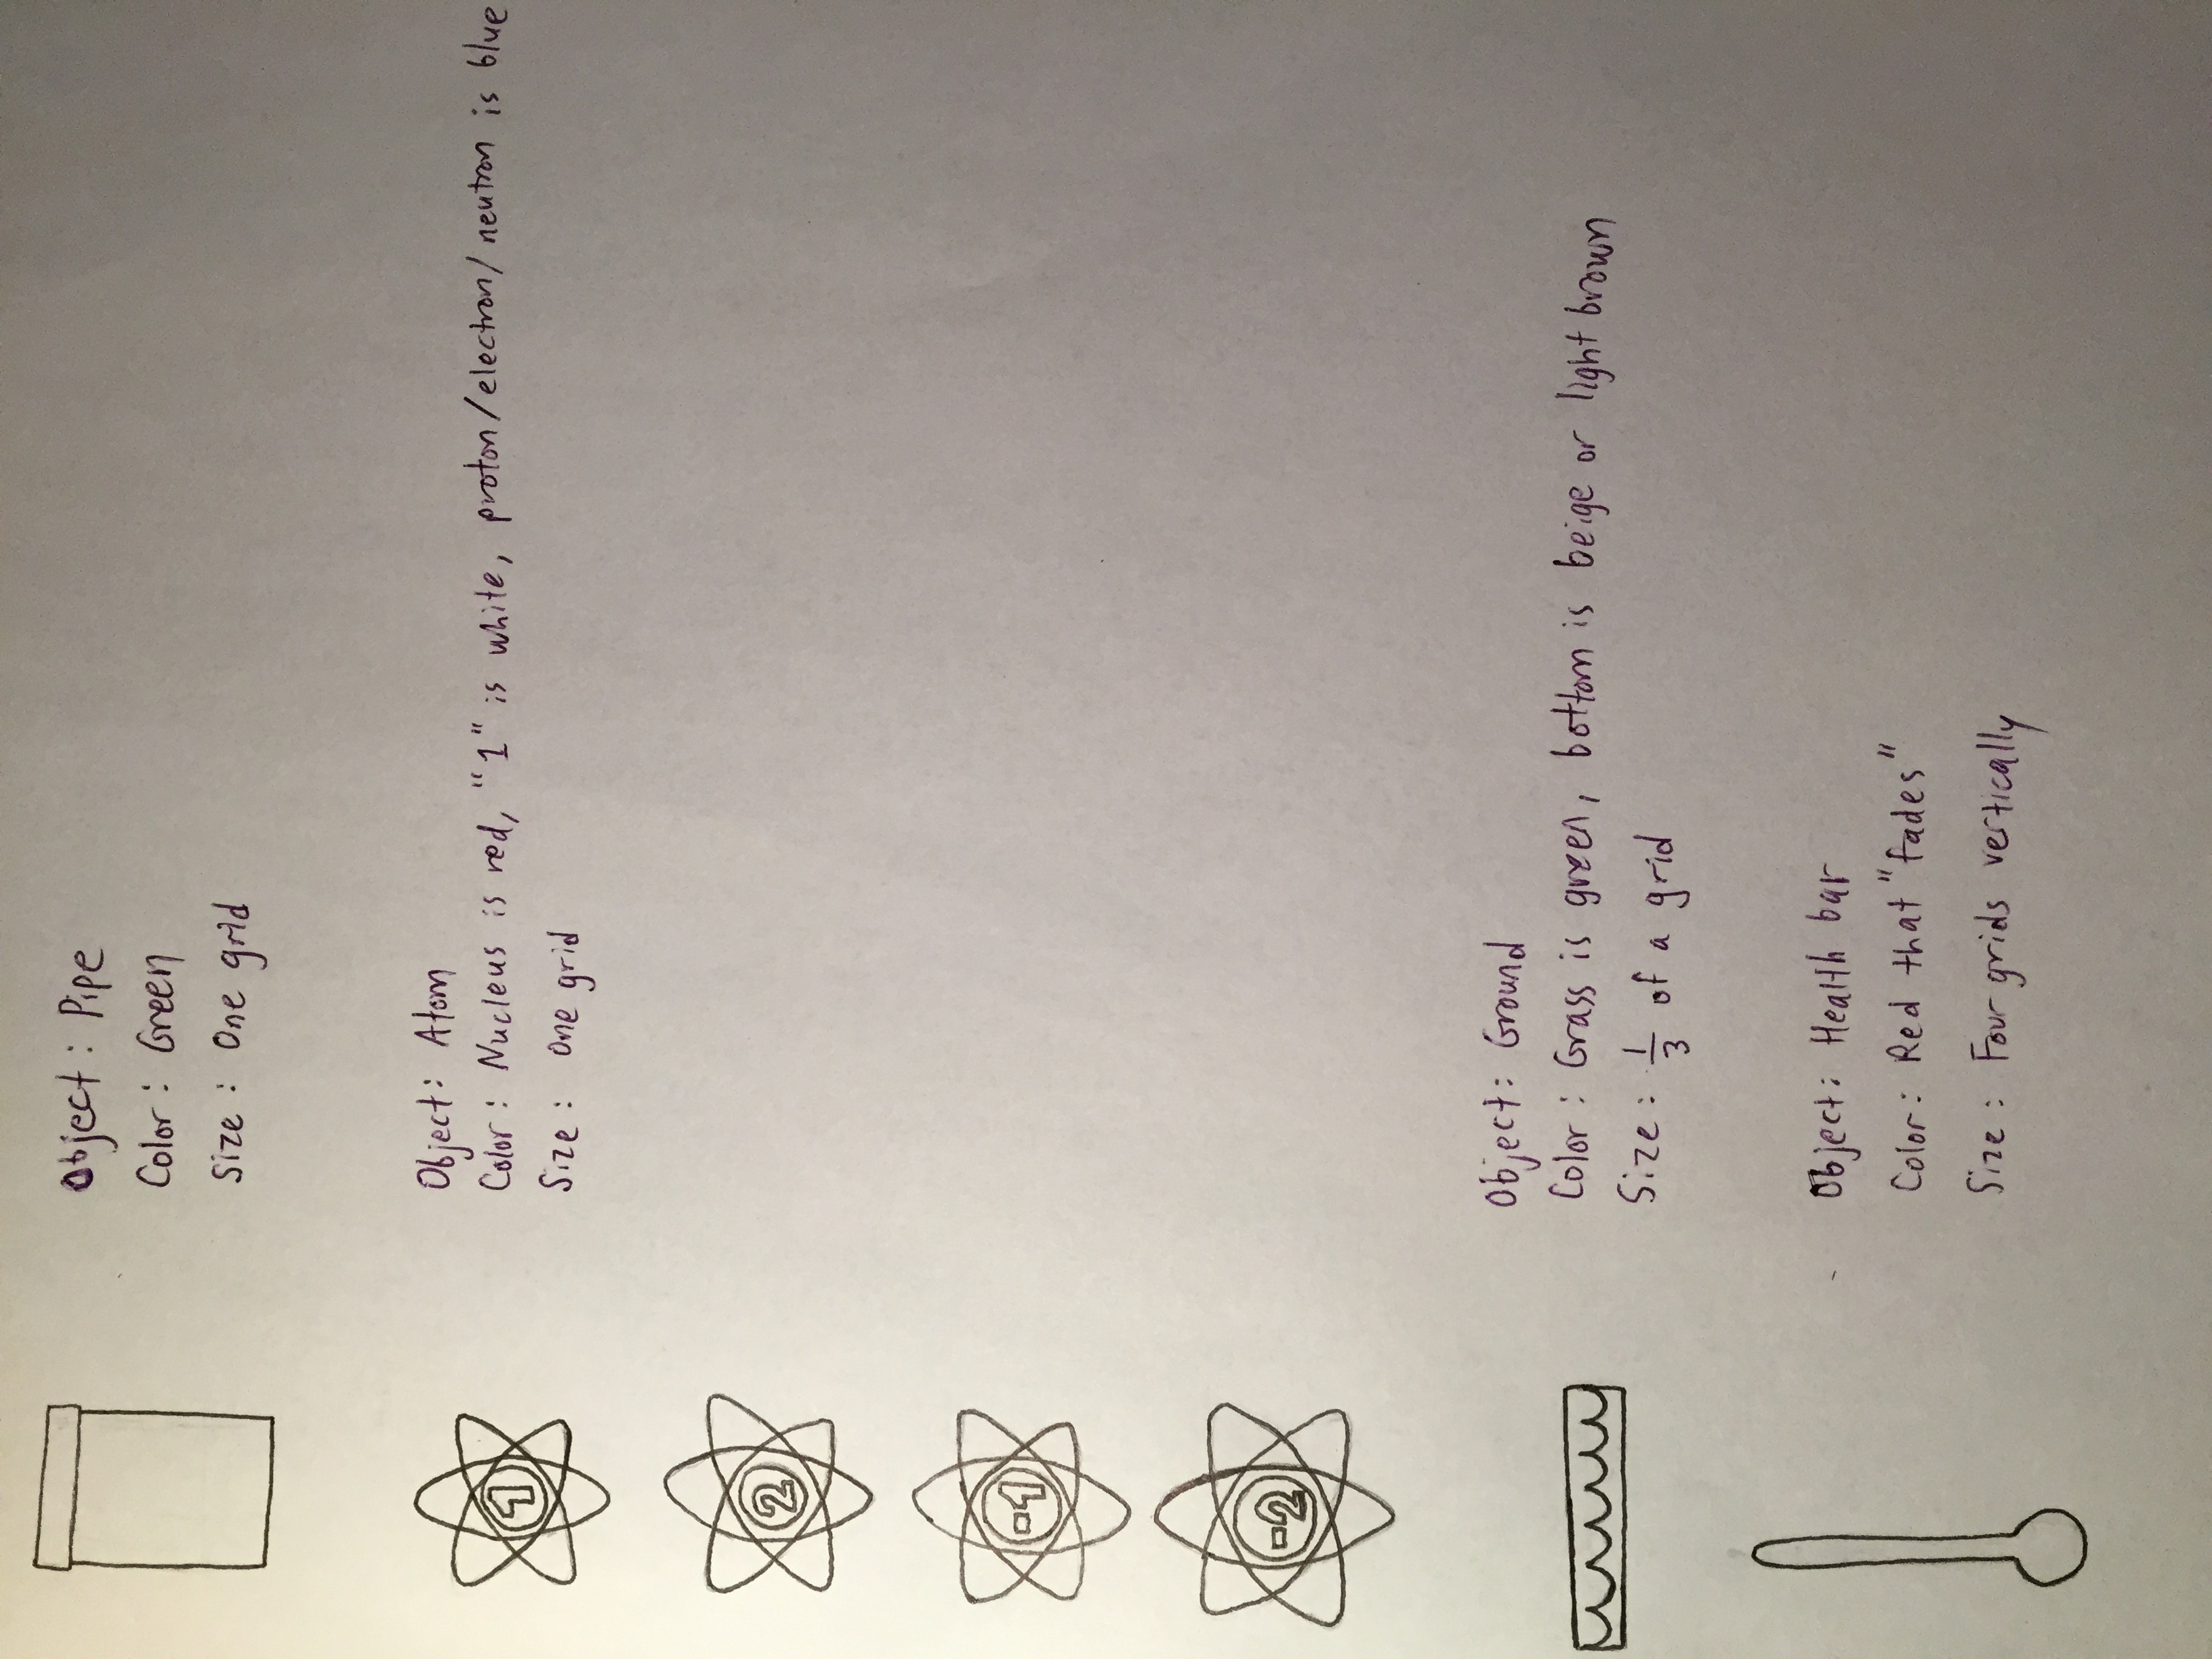 Object: Pipe
Color: Green
Size: One grid
1
Object: Atom
Color: Nucleus is red, "1" is white, proton/electron/neutron is blue
Size: One grid
2
-1
-2
Object: Ground
Color: Grass is green, bottom is beige or light brown
Size: 1/3 of a grid
Object: Health bar
Color: Red that "fades"
Size: Four grids vertically